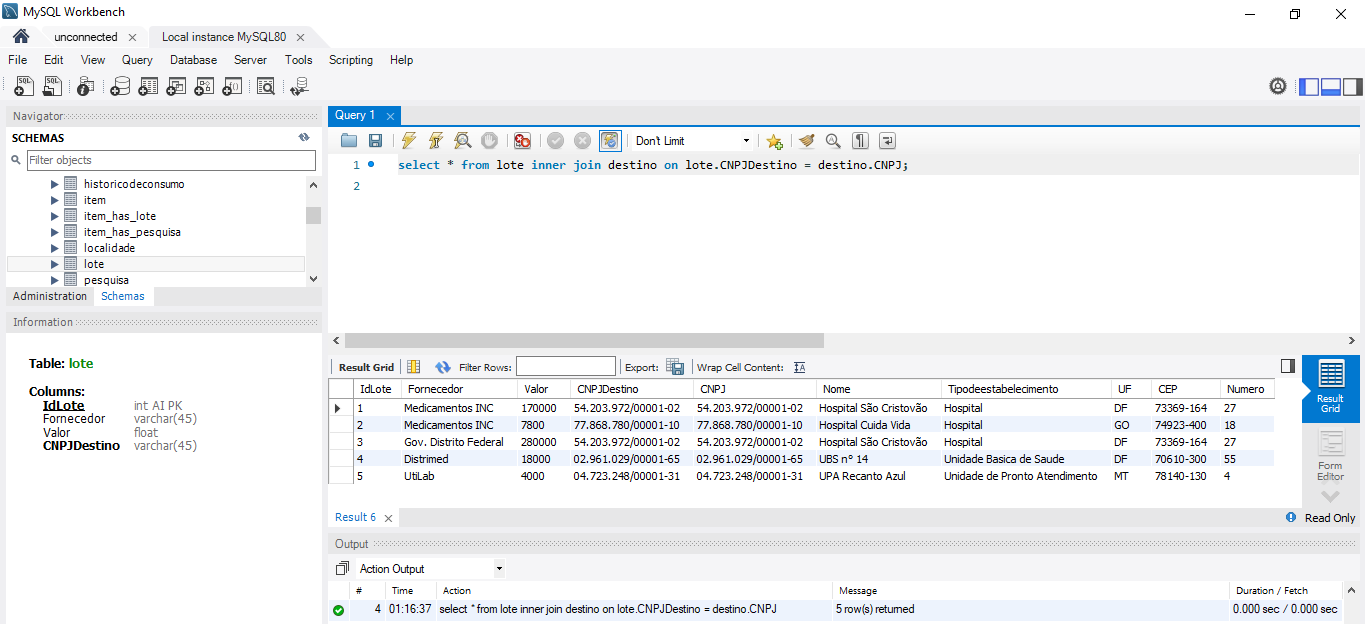 MySQL Workbench
unconnected
Local instance MySQL80
File Edit View Query Database Server Tools Scripting Help
Navigator
SCHEMAS
Filter objects
historicodeconsumo
item
item_has_lote
item_has_pesquisa
localidade
lote
pesquisa
Administration Schemas
Information
Table: lote
Columns:
IdLote int AI PK
Fornecedor varchar(45)
Valor float
CNPJDestino varchar(45)
Query 1
Don't Limit
1 select * from lote inner join destino on lote.CNPJDestino = destino.CNPJ;
2
Result Grid Filter Rows: Export: Wrap Cell Content:
IdLote Fornecedor Valor CNPJDestino CNPJ Nome Tipodeestabelecimento UF CEP Numero
1 Medicamentos INC 170000 54.203.972/00001-02 54.203.972/00001-02 Hospital São Cristovão Hospital DF 73369-164 27
2 Medicamentos INC 7800 77.868.780/00001-10 77.868.780/00001-10 Hospital Cuida Vida Hospital GO 74923-400 18
3 Gov. Distrito Federal 280000 54.203.972/00001-02 54.203.972/00001-02 Hospital São Cristovão Hospital DF 73369-164 27
4 Distrimed 18000 02.961.029/00001-65 02.961.029/00001-65 UBS nº 14 Unidade Basica de Saude DF 70610-300 55
5 UtiLab 4000 04.723.248/00001-31 04.723.248/00001-31 UPA Recanto Azul Unidade de Pronto Atendimento MT 78140-130 4
Result
Grid
Form
Editor
Result 6
Read Only
Output
Action Output
# Time Action Message Duration / Fetch
4 01:16:37 select * from lote inner join destino on lote.CNPJDestino = destino.CNPJ 5 row(s) returned 0.000 sec / 0.000 sec